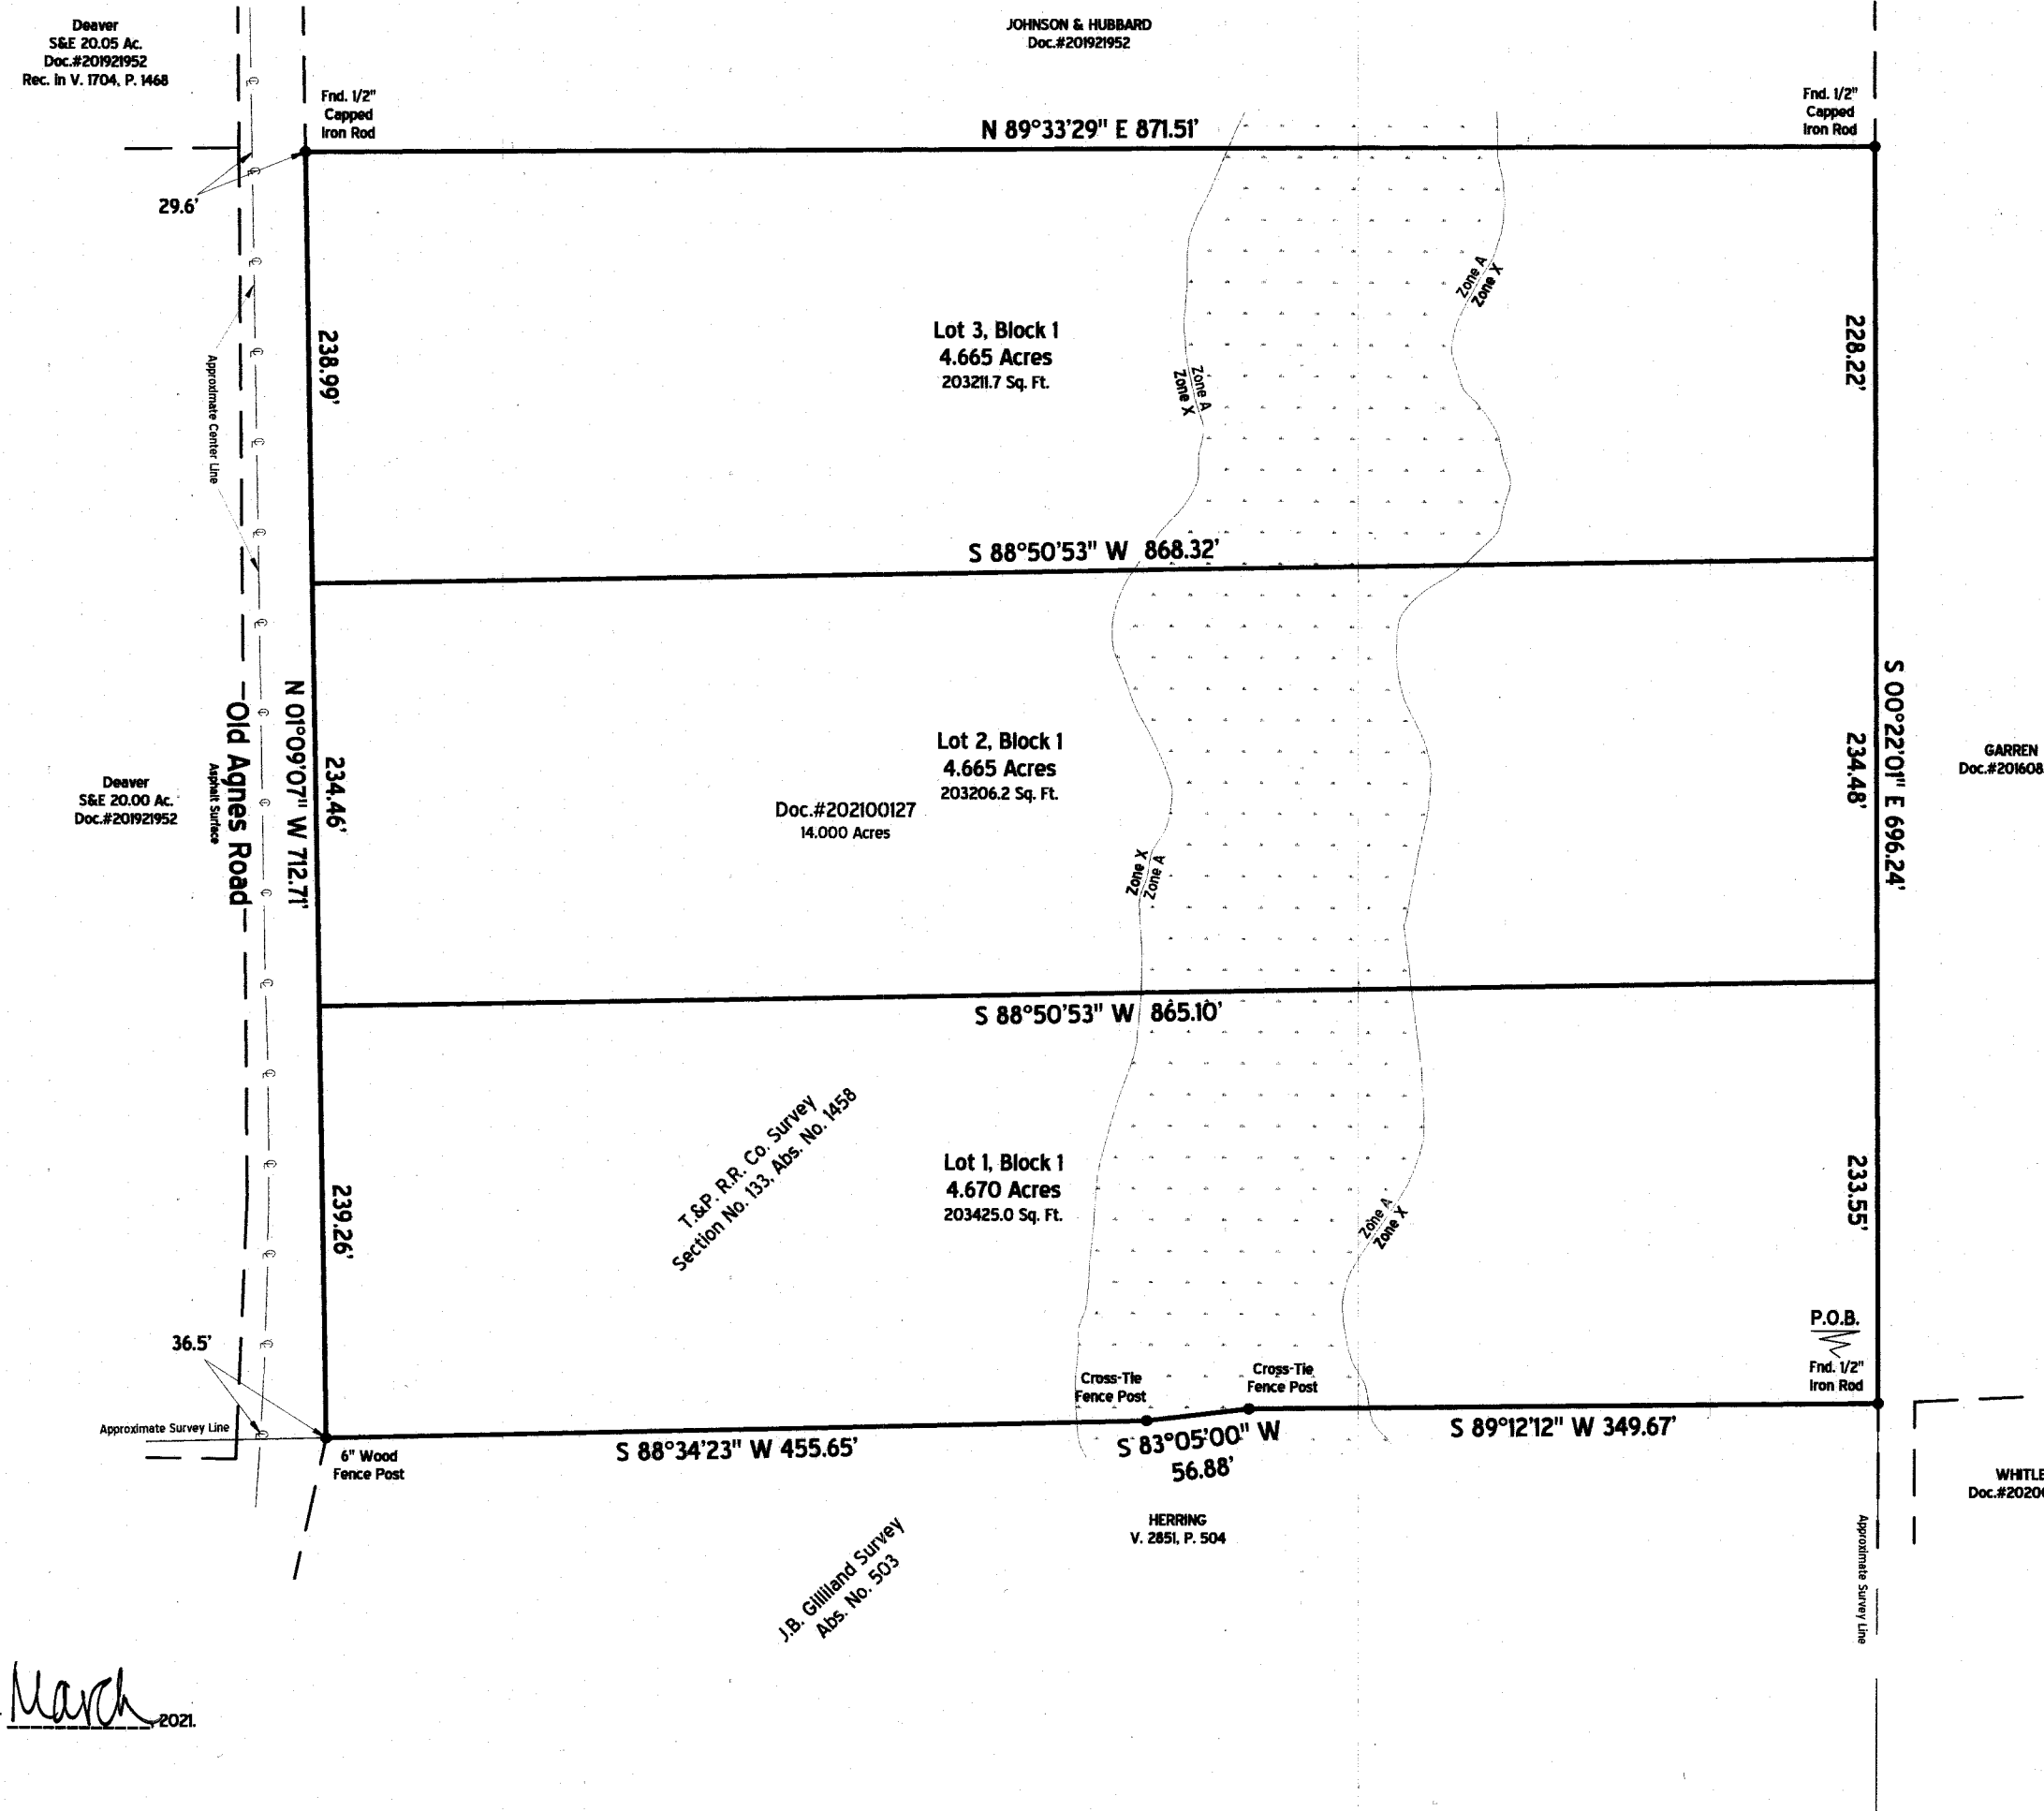 Deaver
S&E 20.05 Ac.
Doc.#201921952
Rec. in V. 1704, P. 1468
JOHNSON & HUBBARD
Doc.#201921952
Fnd. 1/2"
Capped
Iron Rod
Fnd. 1/2"
Capped
Iron Rod
N 89°33'29" E 871.51'
29.6'
Zone A
Zone X
Lot 3, Block 1
4.665 Acres
203211.7 Sq. Ft.
238.99'
228.22'
Approximate Center Line
Zone A
Zone X
S 88°50'53" W 868.32'
N 01°09'07" W 712.71'
Old Agnes Road
Asphalt Surface
S 00°22'01" E 696.24'
Lot 2, Block 1
4.665 Acres
203206.2 Sq. Ft.
234.46'
234.48'
GARREN
Doc.#201608
Deaver
S&E 20.00 Ac.
Doc.#201921952
Doc.#202100127
14.000 Acres
Zone X
Zone A
S 88°50'53" W 865.10'
T.&P. R.R. Co. Survey
Section No. 133, Abs. No. 1458
Lot 1, Block 1
4.670 Acres
203425.0 Sq. Ft.
239.26'
233.55'
Zone A
Zone X
P.O.B.
Fnd. 1/2"
Iron Rod
36.5'
Cross-Tie
Fence Post
Cross-Tie
Fence Post
Approximate Survey Line
6" Wood
Fence Post
S 88°34'23" W 455.65'
S 83°05'00" W
56.88'
S 89°12'12" W 349.67'
HERRING
V. 2851, P. 504
WHITLE
Doc.#2020
J.B. Gilliland Survey
Abs. No. 503
Approximate Survey Line
March, 2021.